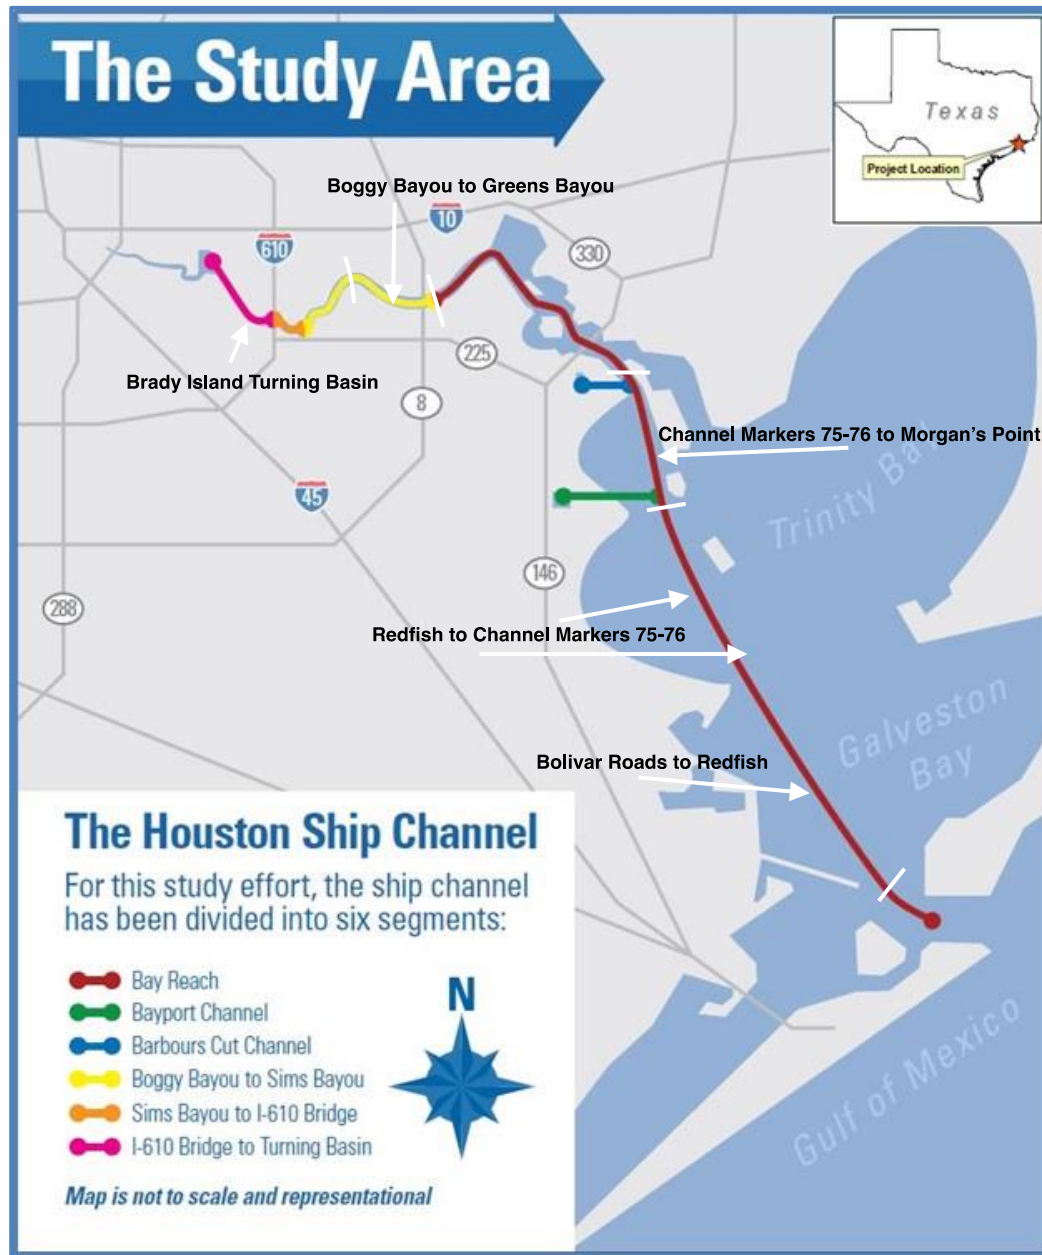 The Study Area
Texas
Project Location
Boggy Bayou to Greens Bayou
10
610
330
225
Brady Island Turning Basin
8
Channel Markers 75-76 to Morgan's Point
Trinity Bay
45
146
288
Redfish to Channel Markers 75-76
Galveston
Bay
Bolivar Roads to Redfish
The Houston Ship Channel
For this study effort, the ship channel
has been divided into six segments:
Bay Reach
Bayport Channel
Barbours Cut Channel
Boggy Bayou to Sims Bayou
Sims Bayou to I-610 Bridge
I-610 Bridge to Turning Basin
N
Map is not to scale and representational
Gulf of Mexico